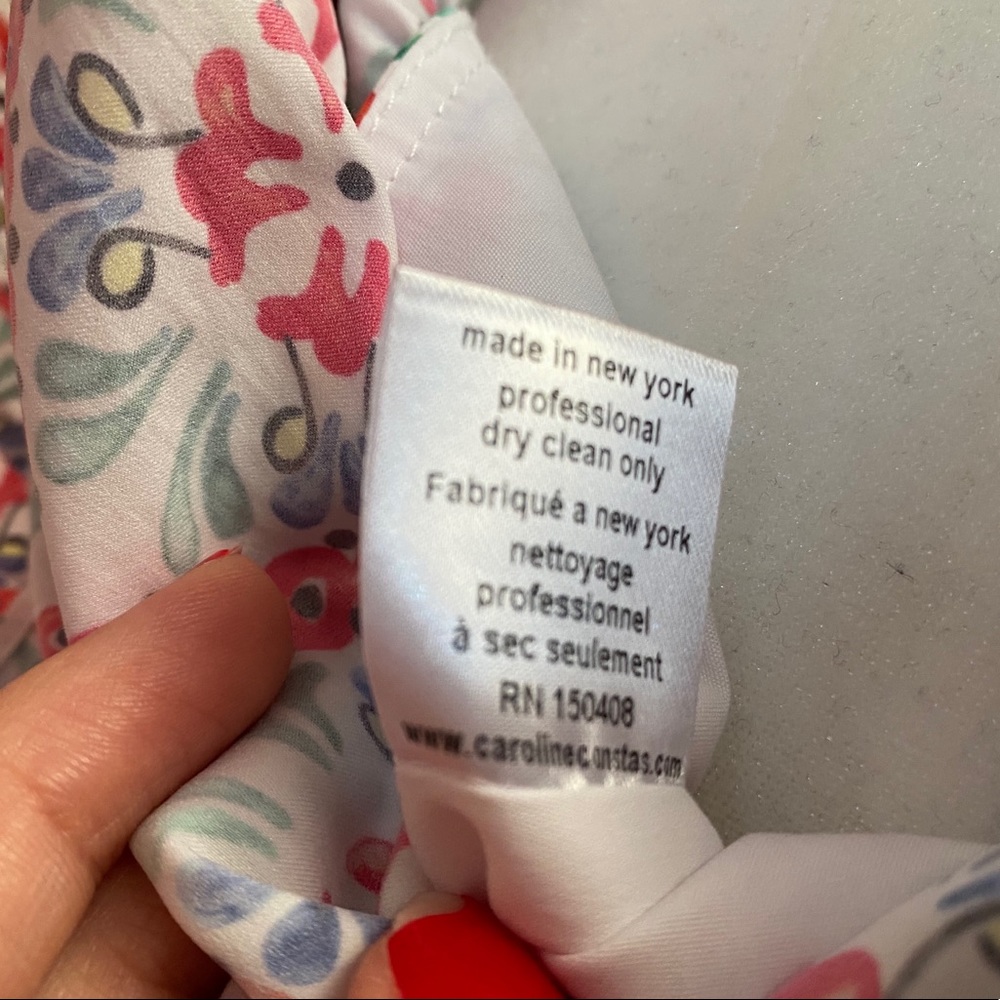 made in new york
professional
dry clean only
Fabriqué a new york
nettoyage
professionnel
à sec seulement
RN 150408
www.carolineconstas.com